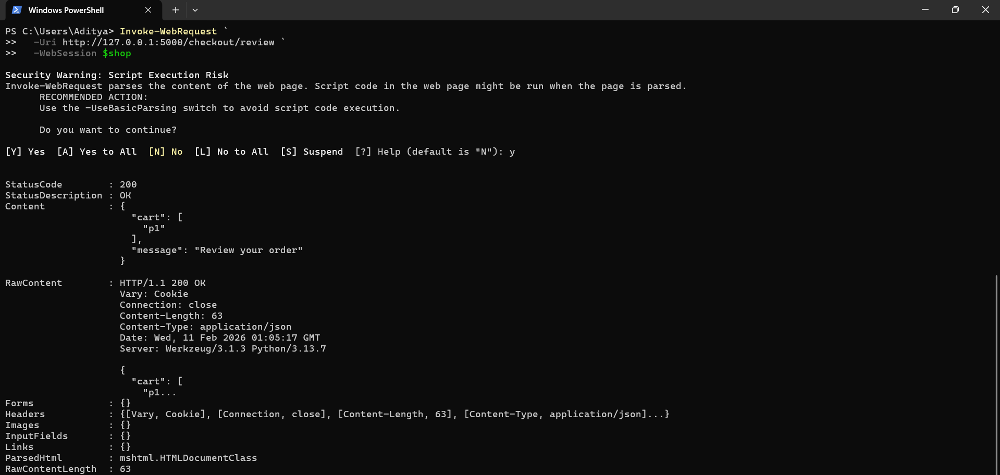 Windows PowerShell
PS C:\Users\Aditya> Invoke-WebRequest `
>>   -Uri http://127.0.0.1:5000/checkout/review `
>>   -WebSession $shop
Security Warning: Script Execution Risk
Invoke-WebRequest parses the content of the web page. Script code in the web page might be run when the page is parsed.
      RECOMMENDED ACTION:
      Use the -UseBasicParsing switch to avoid script code execution.
      Do you want to continue?
[Y] Yes  [A] Yes to All  [N] No  [L] No to All  [S] Suspend  [?] Help (default is "N"): y
StatusCode        : 200
StatusDescription : OK
Content           : {
                      "cart": [
                        "p1"
                      ],
                      "message": "Review your order"
                    }
RawContent        : HTTP/1.1 200 OK
                    Vary: Cookie
                    Connection: close
                    Content-Length: 63
                    Content-Type: application/json
                    Date: Wed, 11 Feb 2026 01:05:17 GMT
                    Server: Werkzeug/3.1.3 Python/3.13.7
                    {
                      "cart": [
                        "p1...
Forms             : {}
Headers           : {[Vary, Cookie], [Connection, close], [Content-Length, 63], [Content-Type, application/json]...}
Images            : {}
InputFields       : {}
Links             : {}
ParsedHtml        : mshtml.HTMLDocumentClass
RawContentLength  : 63